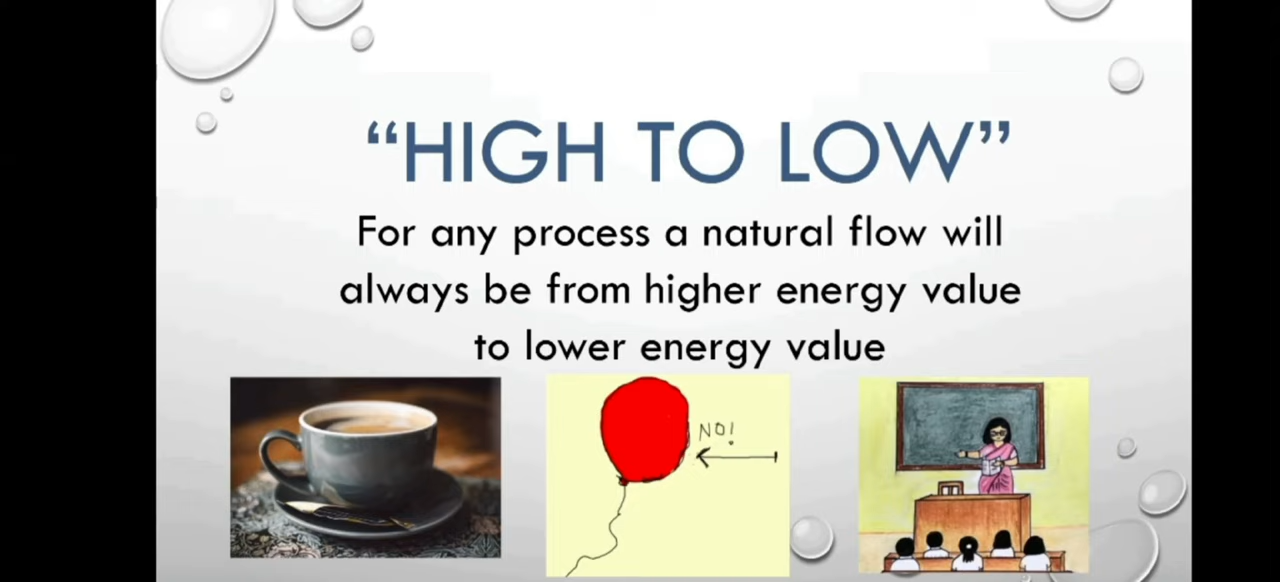 “HIGH TO LOW”
For any process a natural flow will
always be from higher energy value
to lower energy value
NO!